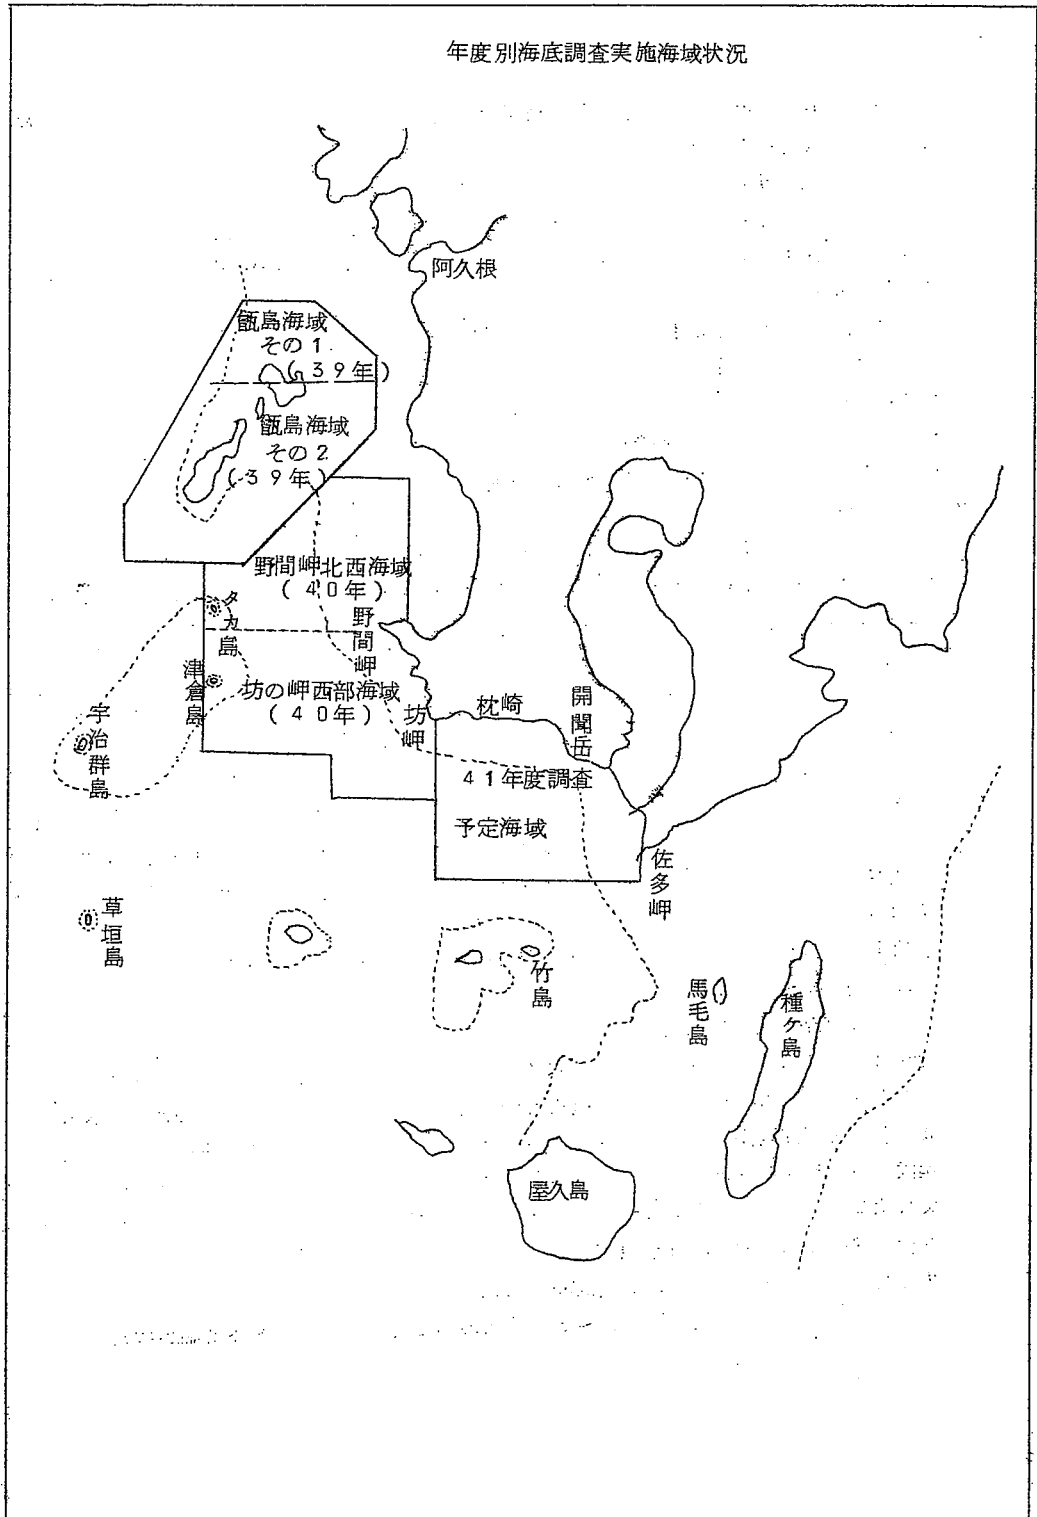 年度別海底調査実施海域状況
阿久根
甑島海域
その1
(39年)
甑島海域
その2
(39年)
野間岬北西海域
(40年)
タカ島
野間岬
津倉島
坊の岬西部海域
(40年)
坊岬
枕崎
開聞岳
宇治群島
41年度調査
予定海域
佐多岬
草垣島
竹島
馬毛島
種ケ島
屋久島